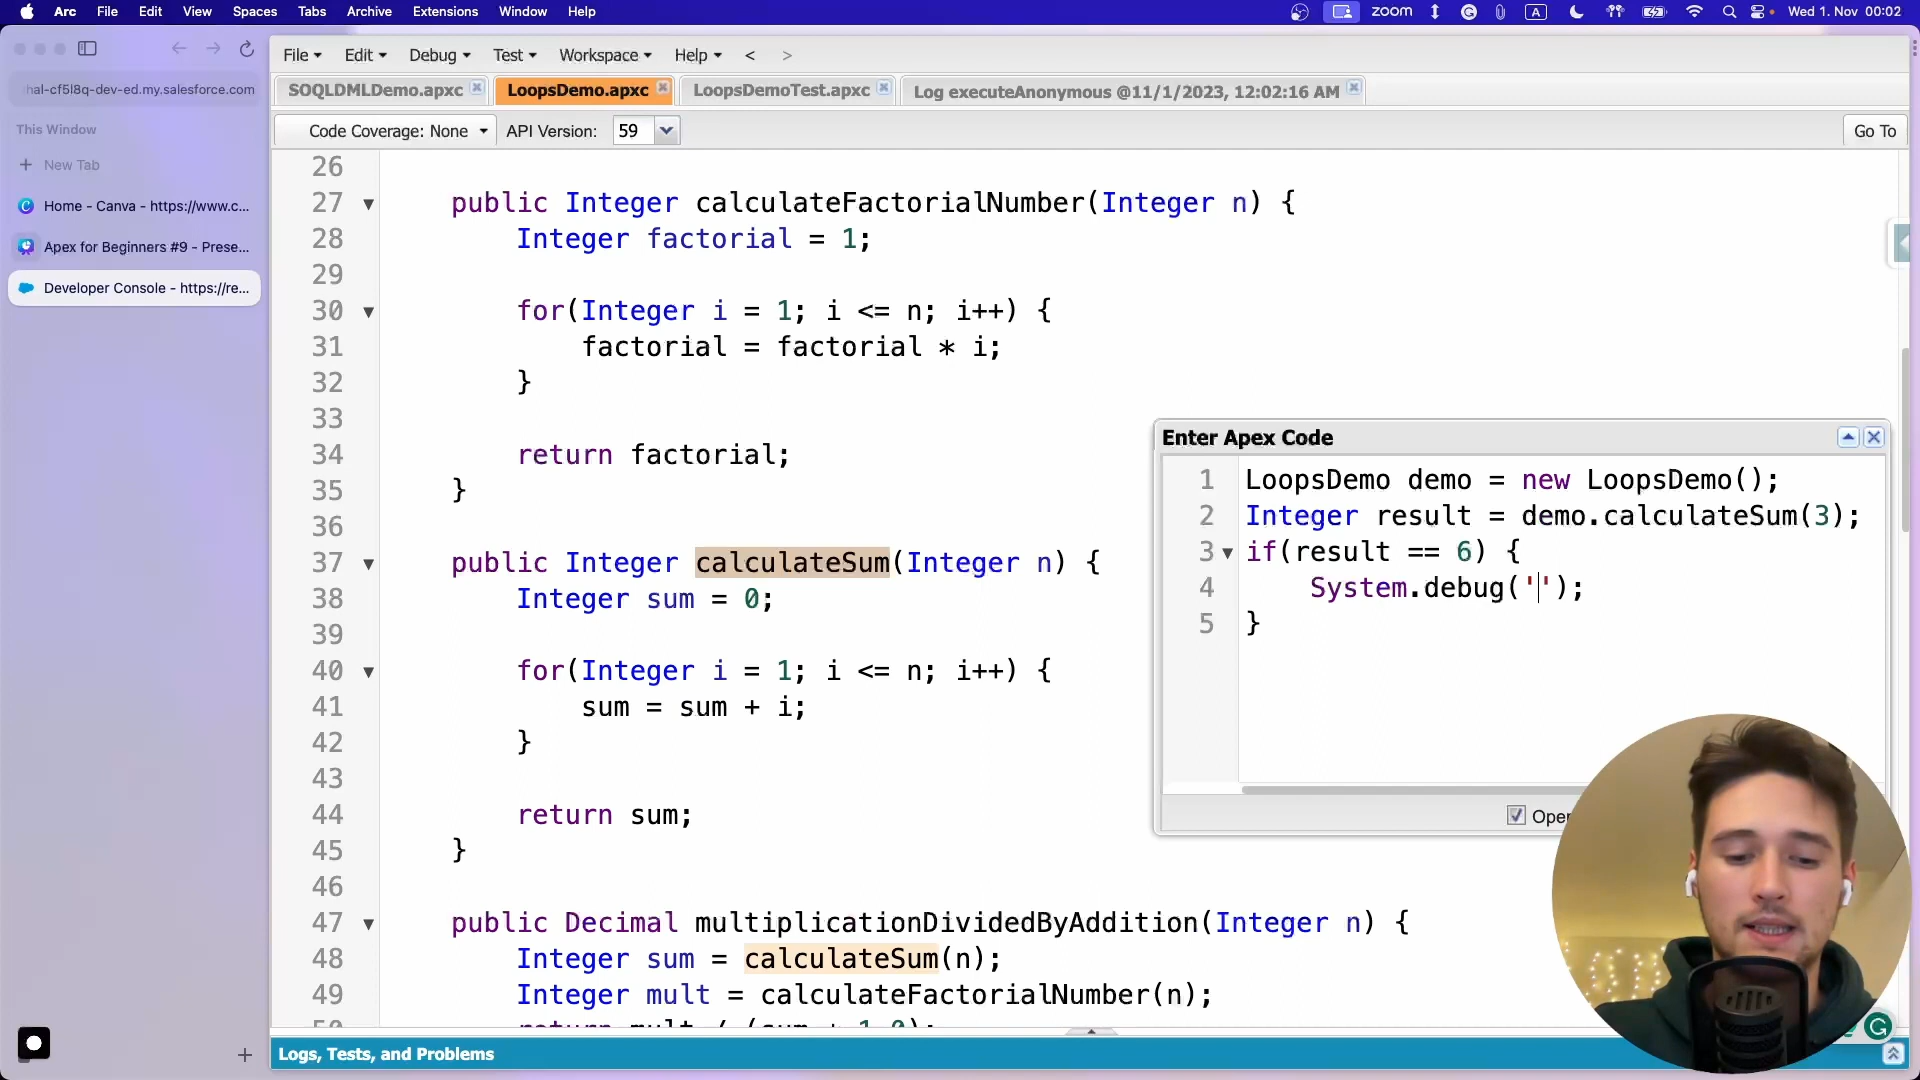 Arc File Edit View Spaces Tabs Archive Extensions Window Help
zoom A Wed 1. Nov 00:02
hal-cf5l8q-dev-ed.my.salesforce.com
This Window
+ New Tab
Home - Canva - https://www.c...
Apex for Beginners #9 - Prese...
Developer Console - https://re...
File Edit Debug Test Workspace Help < >
SOQLDMLDemo.apxc LoopsDemo.apxc LoopsDemoTest.apxc Log executeAnonymous @11/1/2023, 12:02:16 AM
Code Coverage: None API Version: 59 Go To
26
27 public Integer calculateFactorialNumber(Integer n) {
28 Integer factorial = 1;
29
30 for(Integer i = 1; i <= n; i++) {
31 factorial = factorial * i;
32 }
33
34 return factorial;
35 }
36
37 public Integer calculateSum(Integer n) {
38 Integer sum = 0;
39
40 for(Integer i = 1; i <= n; i++) {
41 sum = sum + i;
42 }
43
44 return sum;
45 }
46
47 public Decimal multiplicationDividedByAddition(Integer n) {
48 Integer sum = calculateSum(n);
49 Integer mult = calculateFactorialNumber(n);
50 return mult / (sum * 1.0);
Enter Apex Code
1 LoopsDemo demo = new LoopsDemo();
2 Integer result = demo.calculateSum(3);
3 if(result == 6) {
4 System.debug('');
5 }
Logs, Tests, and Problems